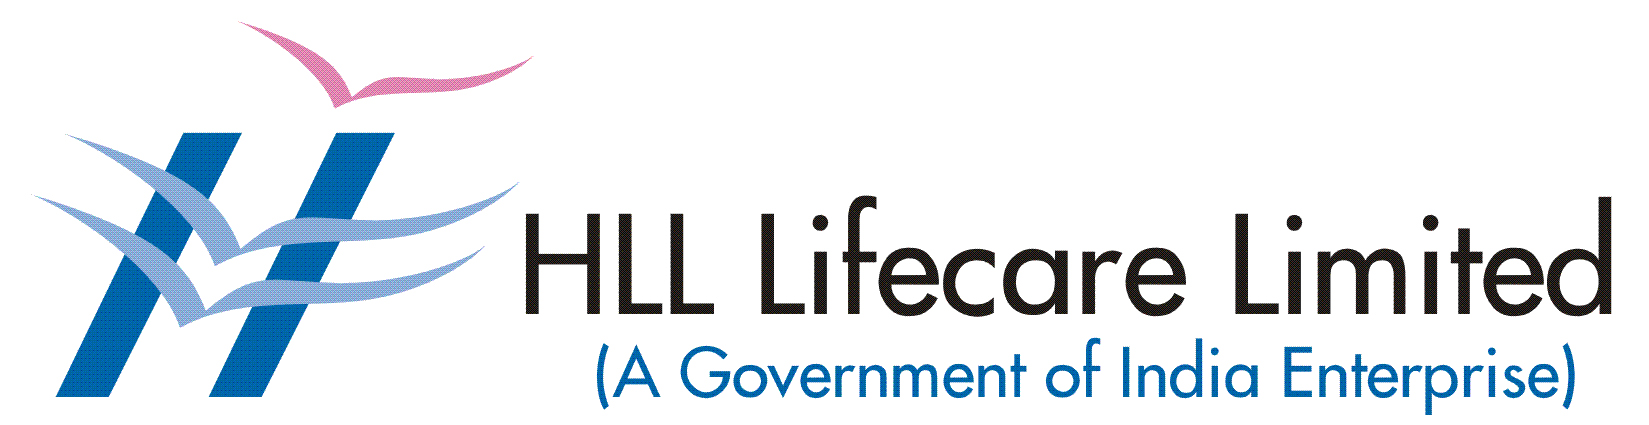 HLL Lifecare Limited
(A Government of India Enterprise)